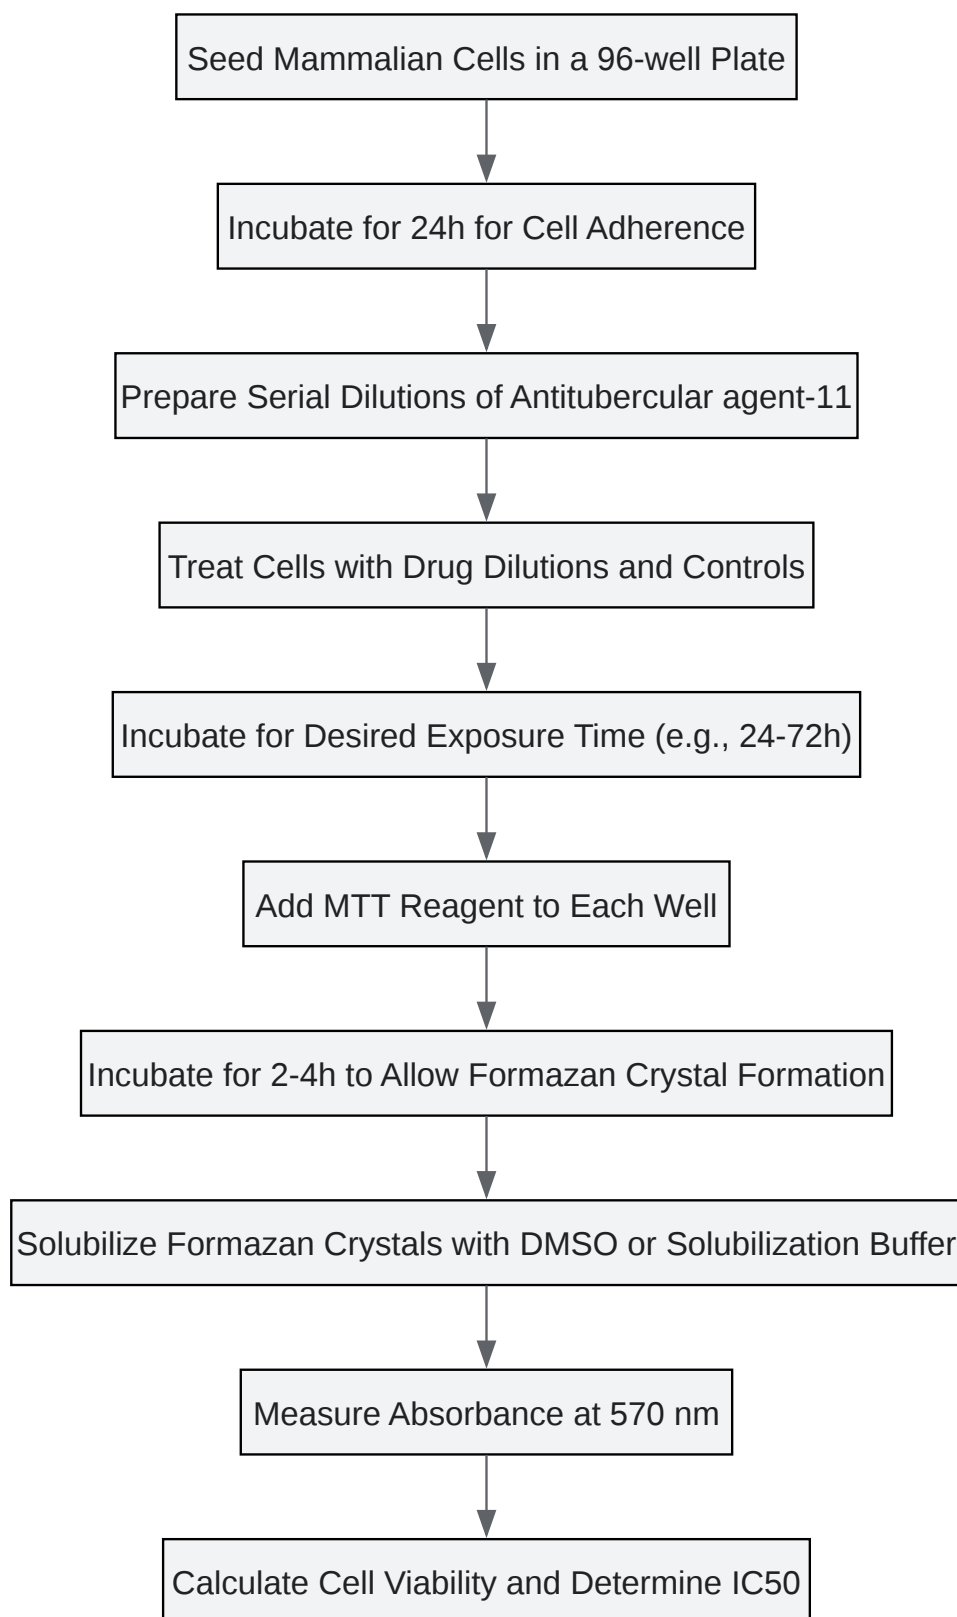 Seed Mammalian Cells in a 96-well Plate
Incubate for 24h for Cell Adherence
Prepare Serial Dilutions of Antitubercular agent-11
Treat Cells with Drug Dilutions and Controls
Incubate for Desired Exposure Time (e.g., 24-72h)
Add MTT Reagent to Each Well
Incubate for 2-4h to Allow Formazan Crystal Formation
Solubilize Formazan Crystals with DMSO or Solubilization Buffer
Measure Absorbance at 570 nm
Calculate Cell Viability and Determine IC50